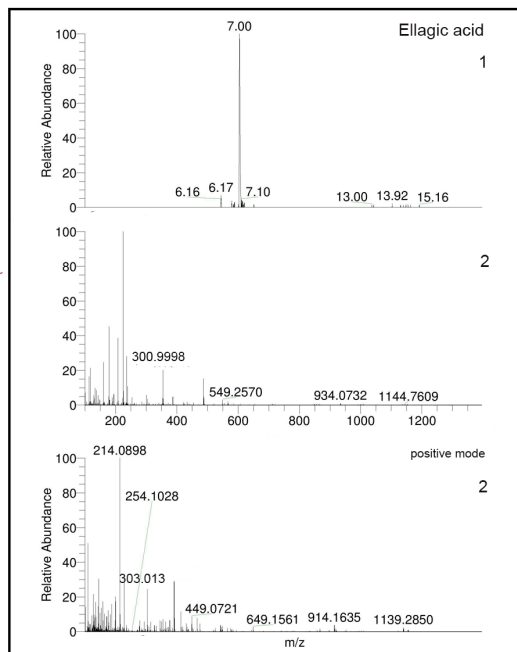 Ellagic acid
1
7.00
Relative Abundance
100
80
60
40
20
0
6.16 6.17 7.10 13.00 13.92 15.16
2
100
80
60
40
20
0
300.9998
549.2570 934.0732 1144.7609
200 400 600 800 1000 1200
positive mode
2
214.0898
254.1028
Relative Abundance
100
80
60
40
20
0
303.013
449.0721 649.1561 914.1635 1139.2850
m/z